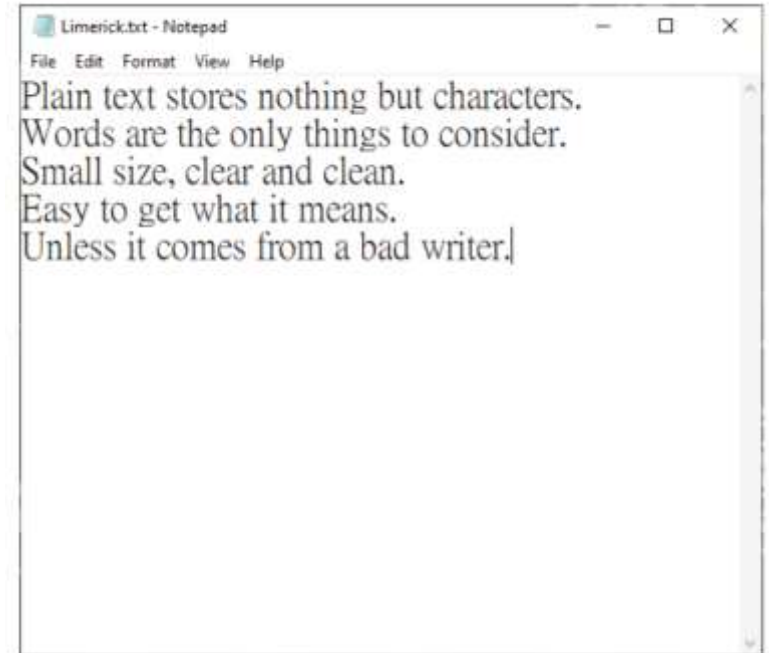 Limerick.txt - Notepad
File Edit Format View Help
Plain text stores nothing but characters.
Words are the only things to consider.
Small size, clear and clean.
Easy to get what it means.
Unless it comes from a bad writer.